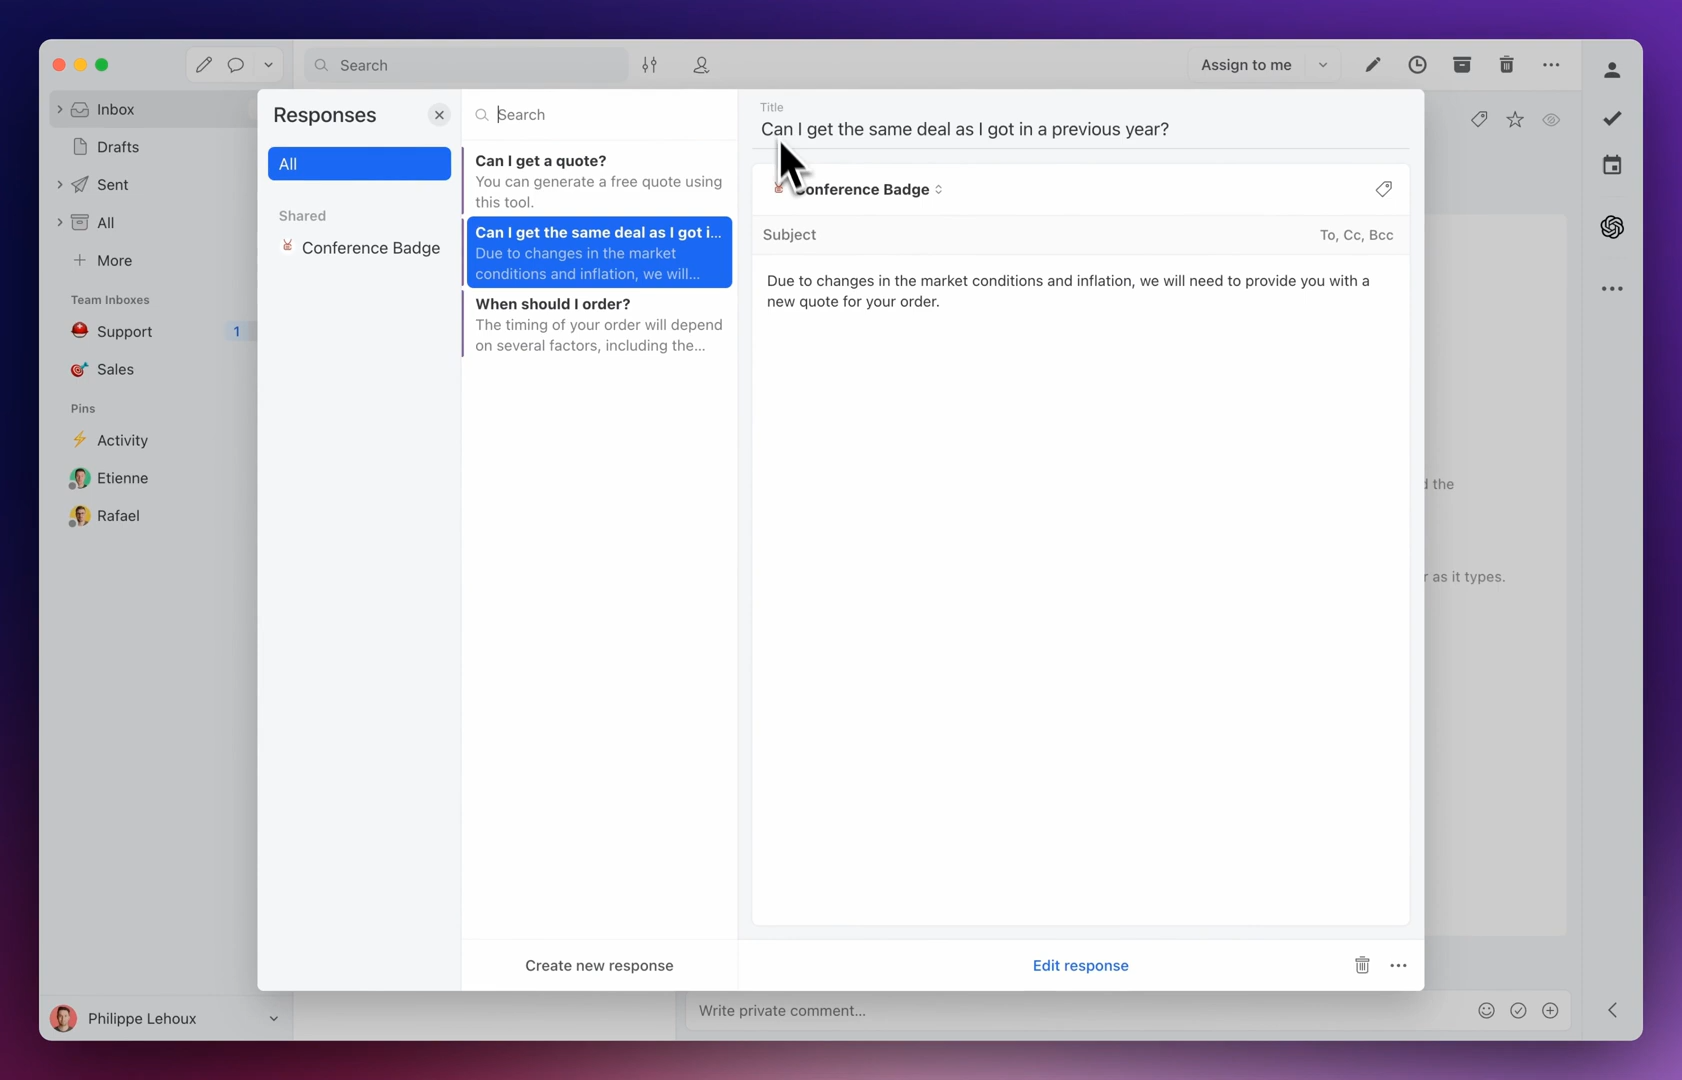 Search
Assign to me
Inbox
Drafts
Sent
All
More
Team Inboxes
Support
1
Sales
Pins
Activity
Etienne
Rafael
Philippe Lehoux
Responses
All
Shared
Conference Badge
Search
Can I get a quote?
You can generate a free quote using
this tool.
Can I get the same deal as I got i...
Due to changes in the market
conditions and inflation, we will...
When should I order?
The timing of your order will depend
on several factors, including the...
Create new response
Title
Can I get the same deal as I got in a previous year?
Conference Badge
Subject
To, Cc, Bcc
Due to changes in the market conditions and inflation, we will need to provide you with a
new quote for your order.
Edit response
the
as it types.
Write private comment...